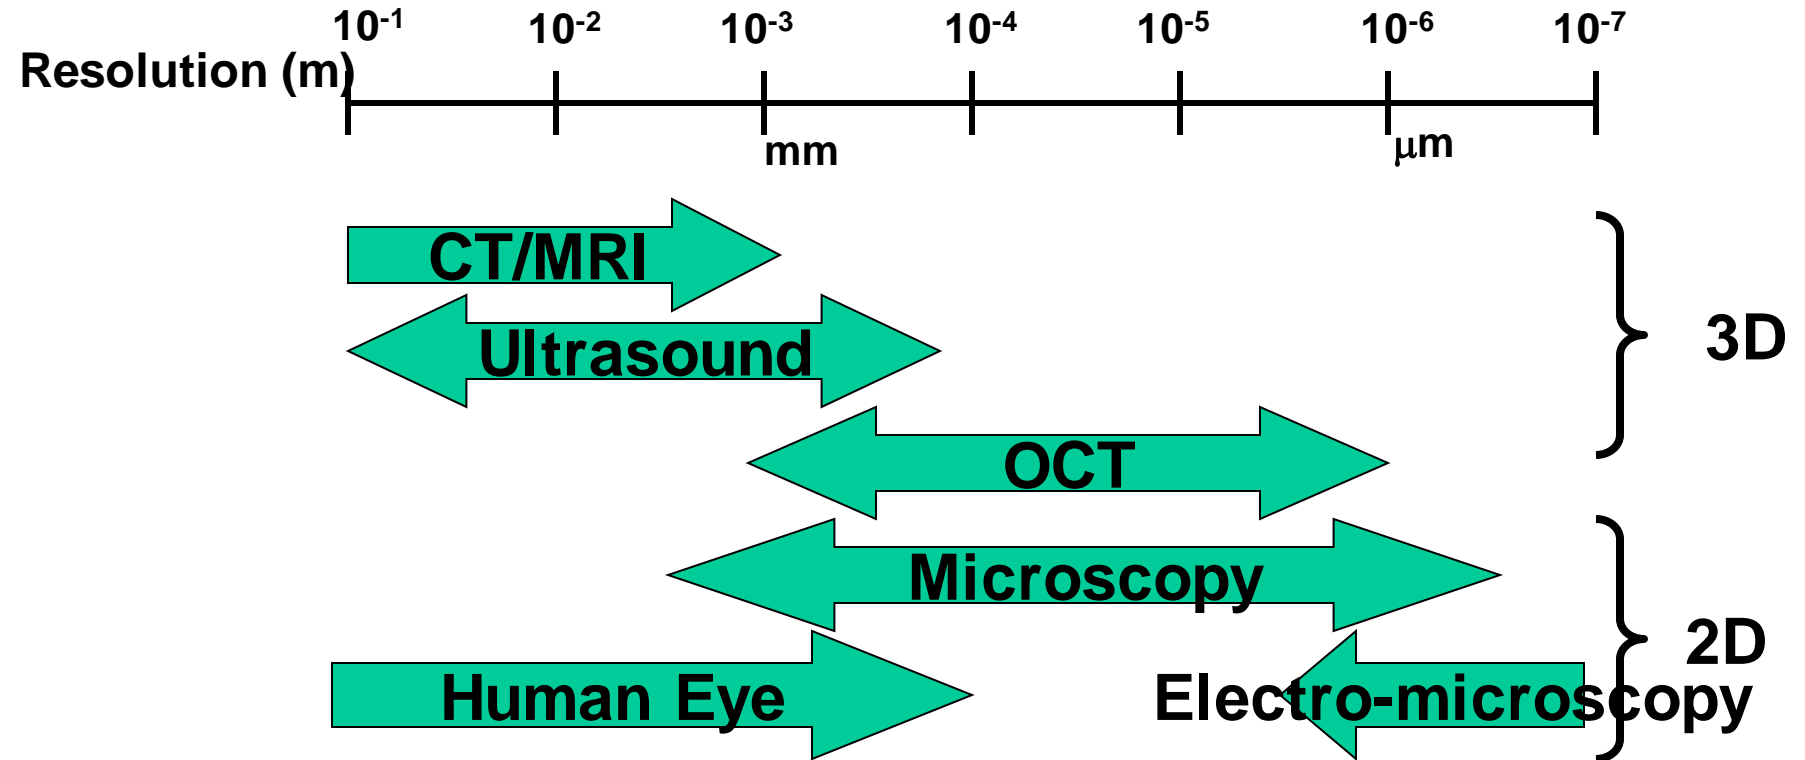 10-1 10-2 10-3 10-4 10-5 10-6 10-7
Resolution (m)
mm μm
CT/MRI
Ultrasound
3D
OCT
Microscopy
2D
Human Eye Electro-microscopy